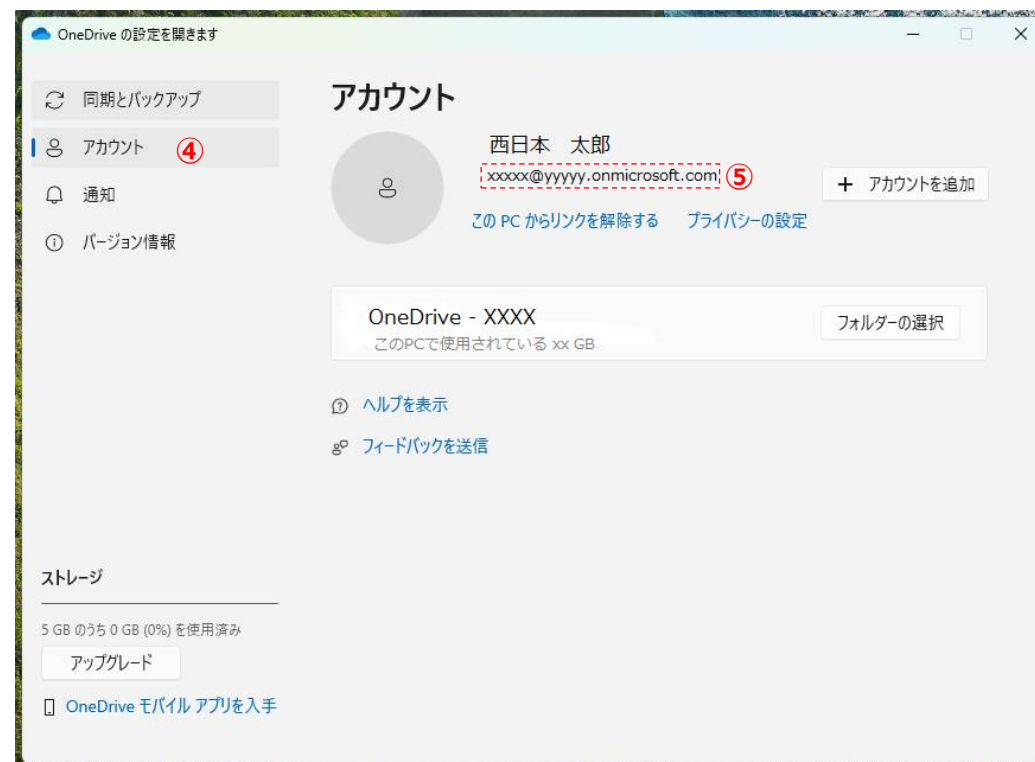 OneDrive の設定を開きます
同期とバックアップ
アカウント ④
通知
バージョン情報
アカウント
西日本 太郎
xxxxx@yyyyy.onmicrosoft.com ⑤
+ アカウントを追加
この PC からリンクを解除する プライバシーの設定
OneDrive - XXXX
このPCで使用されている xx GB
フォルダーの選択
ヘルプを表示
フィードバックを送信
ストレージ
5 GB のうち 0 GB (0%) を使用済み
アップグレード
OneDrive モバイル アプリを入手